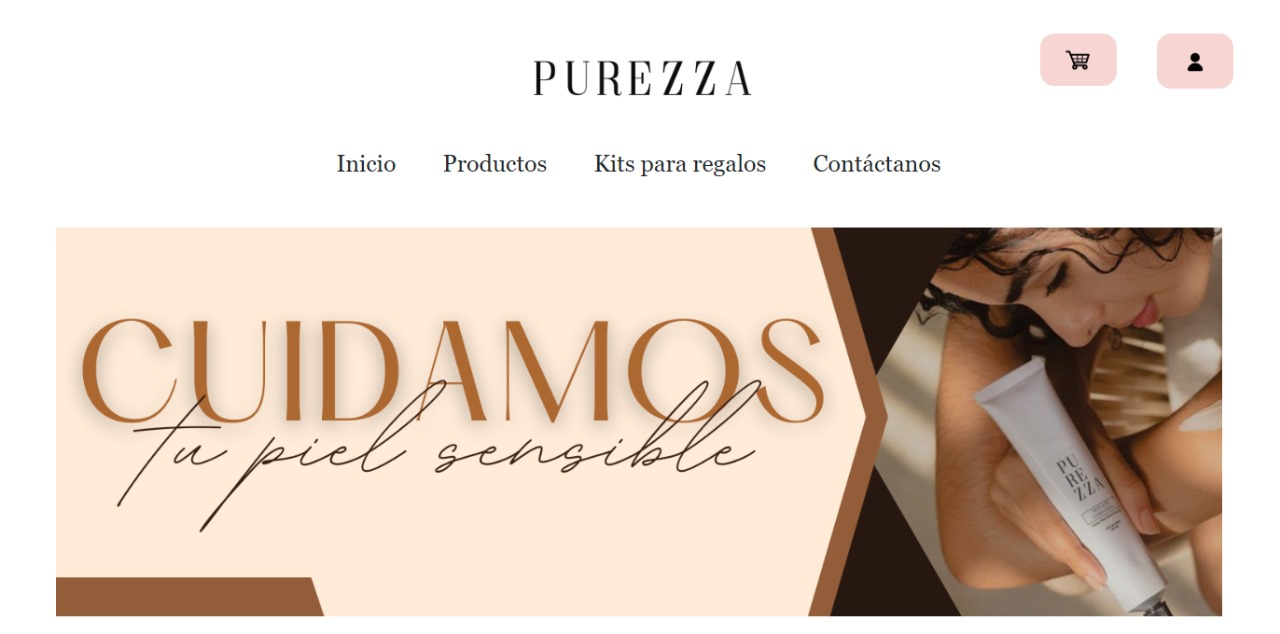 PUREZZA
Inicio Productos Kits para regalos Contáctanos
CUIDAMOS
tu piel sensible
PU
RE
ZZA